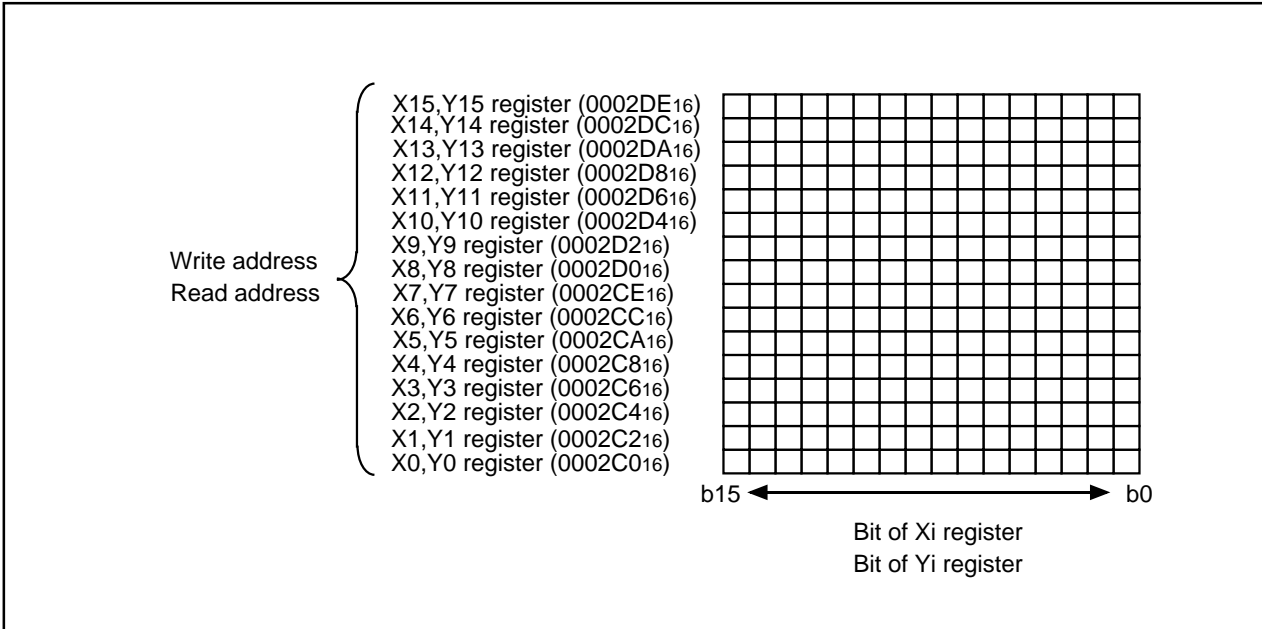 X15,Y15 register (0002DE16)
X14,Y14 register (0002DC16)
X13,Y13 register (0002DA16)
X12,Y12 register (0002D816)
X11,Y11 register (0002D616)
X10,Y10 register (0002D416)
X9,Y9 register (0002D216)
X8,Y8 register (0002D016)
X7,Y7 register (0002CE16)
X6,Y6 register (0002CC16)
X5,Y5 register (0002CA16)
X4,Y4 register (0002C816)
X3,Y3 register (0002C616)
X2,Y2 register (0002C416)
X1,Y1 register (0002C216)
X0,Y0 register (0002C016)
Write address
Read address
b15 b0
Bit of Xi register
Bit of Yi register